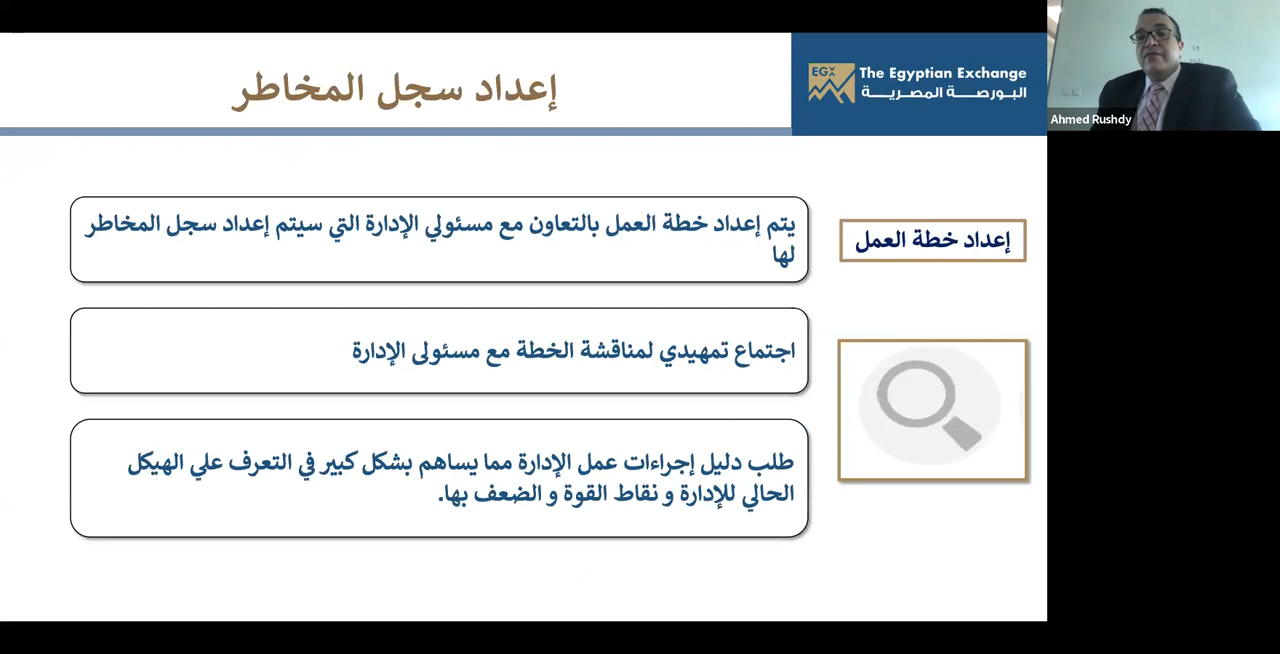 إعداد سجل المخاطر
EGX
The Egyptian Exchange
البورصة المصرية
Ahmed Rushdy
إعداد خطة العمل
يتم إعداد خطة العمل بالتعاون مع مسئولي الإدارة التي سيتم إعداد سجل المخاطر
لها
اجتماع تمهيدي لمناقشة الخطة مع مسئولى الإدارة
طلب دليل إجراءات عمل الإدارة مما يساهم بشكل كبير في التعرف علي الهيكل
الحالي للإدارة و نقاط القوة و الضعف بها.